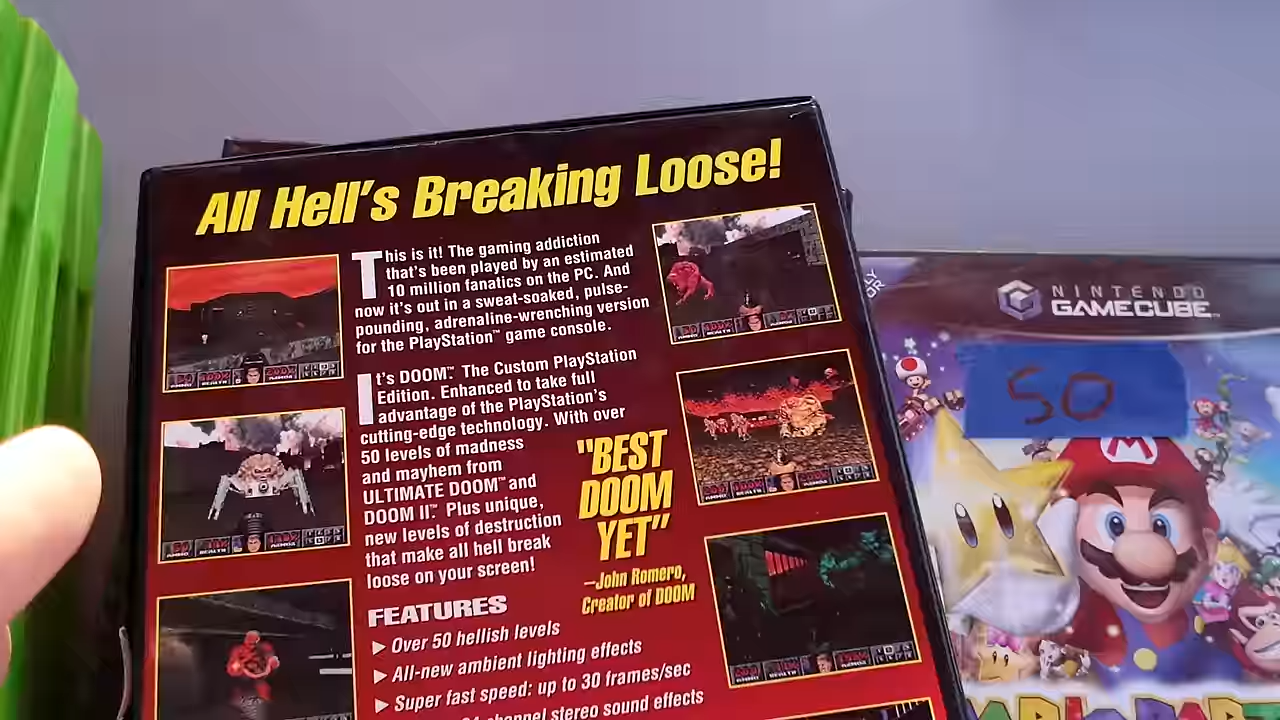 All Hell's Breaking Loose!
This is it! The gaming addiction
that's been played by an estimated
10 million fanatics on the PC. And
now it's out in a sweat-soaked, pulse-
pounding, adrenaline-wrenching version
for the PlayStation™ game console.
It's DOOM™ The Custom PlayStation
Edition. Enhanced to take full
advantage of the PlayStation's
cutting-edge technology. With over
50 levels of madness
and mayhem from
ULTIMATE DOOM™ and
DOOM II™. Plus unique,
new levels of destruction
that make all hell break
loose on your screen!
"BEST
DOOM
YET"
—John Romero,
Creator of DOOM
FEATURES
▶ Over 50 hellish levels
▶ All-new ambient lighting effects
▶ Super fast speed: up to 30 frames/sec
channel stereo sound effects
NINTENDO
GAMECUBE™
50
M